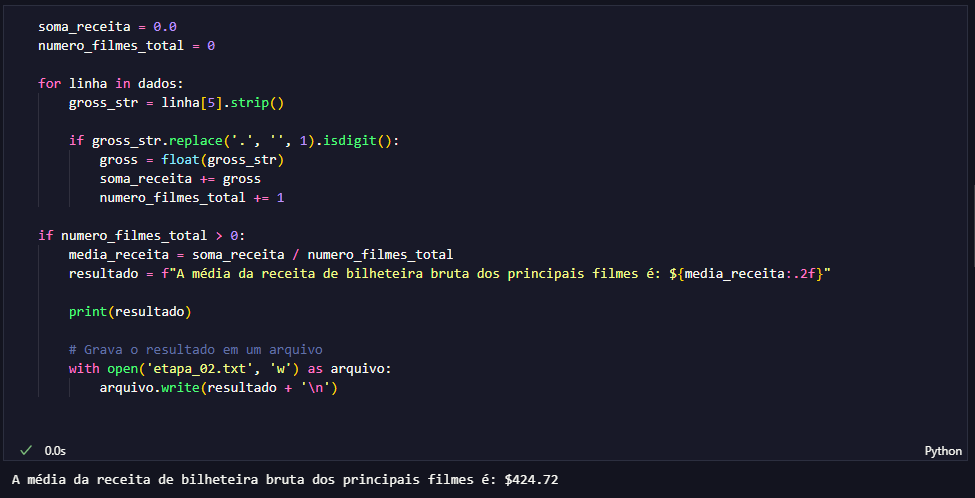 soma_receita = 0.0
numero_filmes_total = 0
for linha in dados:
gross_str = linha[5].strip()
if gross_str.replace('.', '', 1).isdigit():
gross = float(gross_str)
soma_receita += gross
numero_filmes_total += 1
if numero_filmes_total > 0:
media_receita = soma_receita / numero_filmes_total
resultado = f"A média da receita de bilheteira bruta dos principais filmes é: ${media_receita:.2f}"
print(resultado)
# Grava o resultado em um arquivo
with open('etapa_02.txt', 'w') as arquivo:
arquivo.write(resultado + '\n')
0.0s
Python
A média da receita de bilheteira bruta dos principais filmes é: $424.72